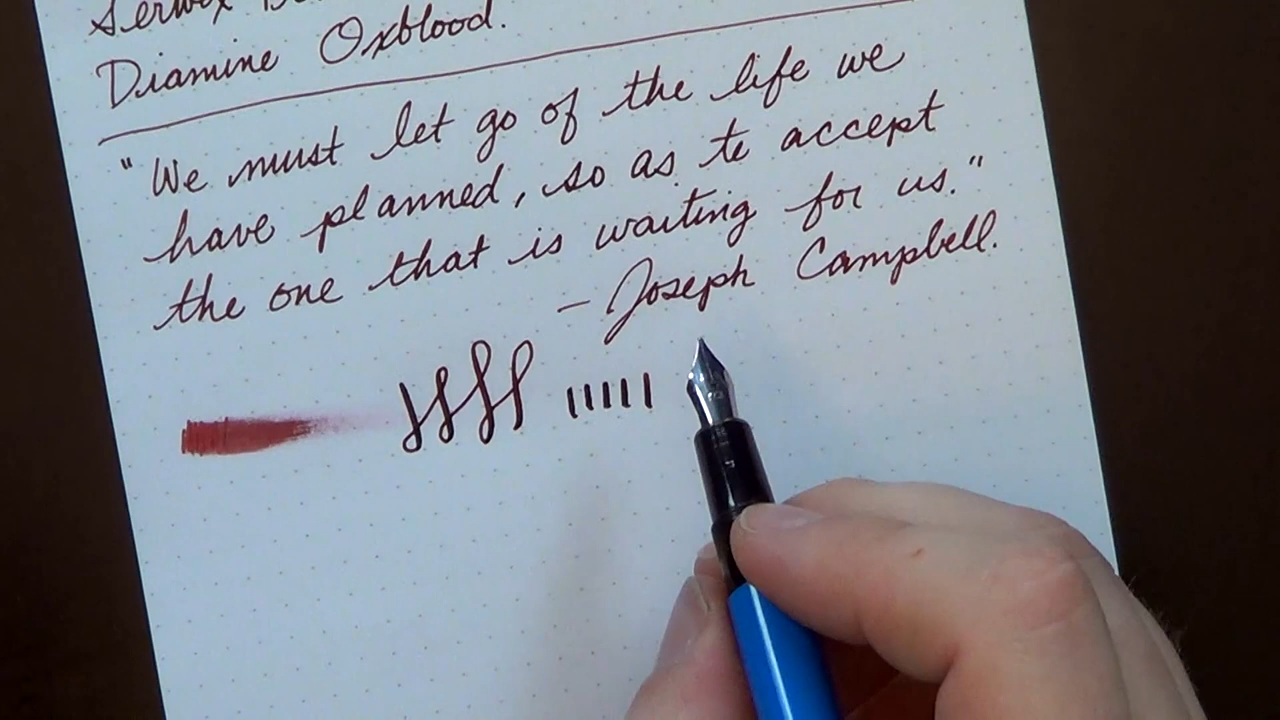 Diamine Oxblood.
"We must let go of the life we
have planned, so as to accept
the one that is waiting for us."
- Joseph Campbell.